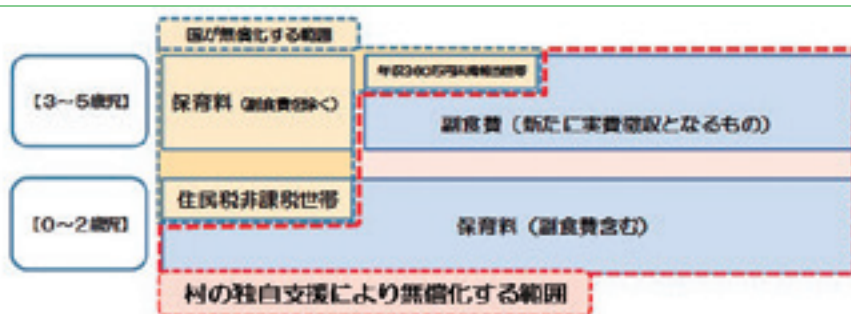 国が無償化する範囲
【3～5歳児】
保育料（副食費を除く）
年収360万円未満相当世帯
副食費（新たに実費徴収となるもの）
【0～2歳児】
住民税非課税世帯
保育料（副食費含む）
村の独自支援により無償化する範囲